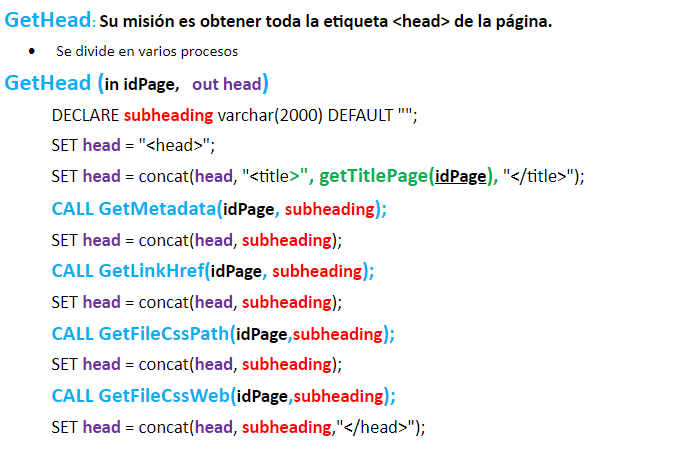 GetHead: Su misión es obtener toda la etiqueta <head> de la página.
• Se divide en varios procesos
GetHead (in idPage, out head)
DECLARE subheading varchar(2000) DEFAULT "";
SET head = "<head>";
SET head = concat(head, "<title>", getTitlePage(idPage), "</title>");
CALL GetMetadata(idPage, subheading);
SET head = concat(head, subheading);
CALL GetLinkHref(idPage, subheading);
SET head = concat(head, subheading);
CALL GetFileCssPath(idPage,subheading);
SET head = concat(head, subheading);
CALL GetFileCssWeb(idPage,subheading);
SET head = concat(head, subheading,"</head>");